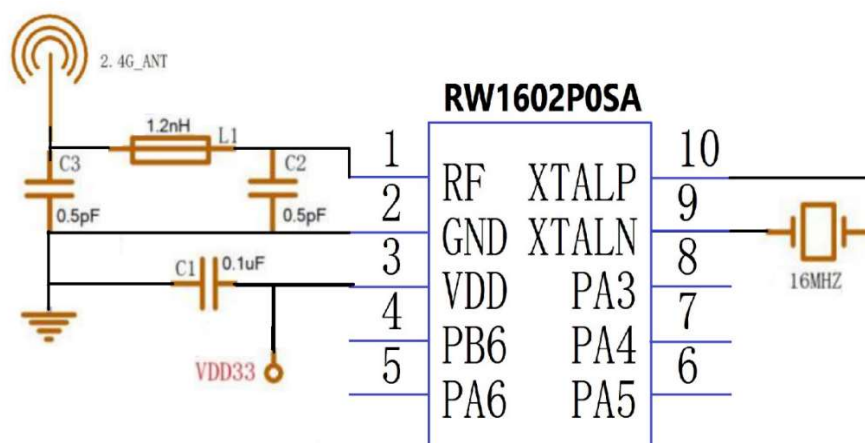 2.4G_ANT
RW1602P0SA
1.2nH
L1
C3
C2
0.5pF
0.5pF
C1
0.1uF
VDD33
1
RF
2
GND
3
VDD
4
PB6
5
PA6
10
XTALP
9
XTALN
8
PA3
7
PA4
6
PA5
16MHZ